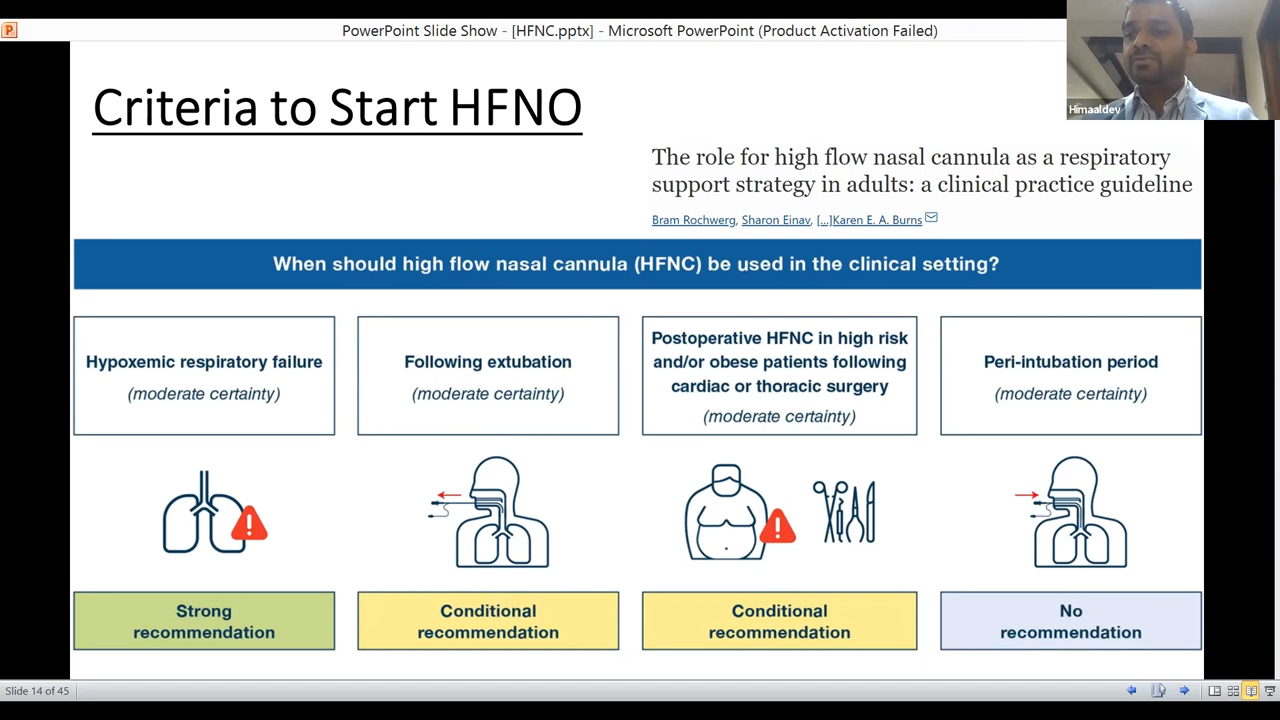 PowerPoint Slide Show - [HFNC.pptx] - Microsoft PowerPoint (Product Activation Failed)
Himaaldev
Criteria to Start HFNO
The role for high flow nasal cannula as a respiratory
support strategy in adults: a clinical practice guideline
Bram Rochwerg, Sharon Einav, [...]Karen E. A. Burns
When should high flow nasal cannula (HFNC) be used in the clinical setting?
Hypoxemic respiratory failure
(moderate certainty)
Following extubation
(moderate certainty)
Postoperative HFNC in high risk
and/or obese patients following
cardiac or thoracic surgery
(moderate certainty)
Peri-intubation period
(moderate certainty)
Strong
recommendation
Conditional
recommendation
Conditional
recommendation
No
recommendation
Slide 14 of 45